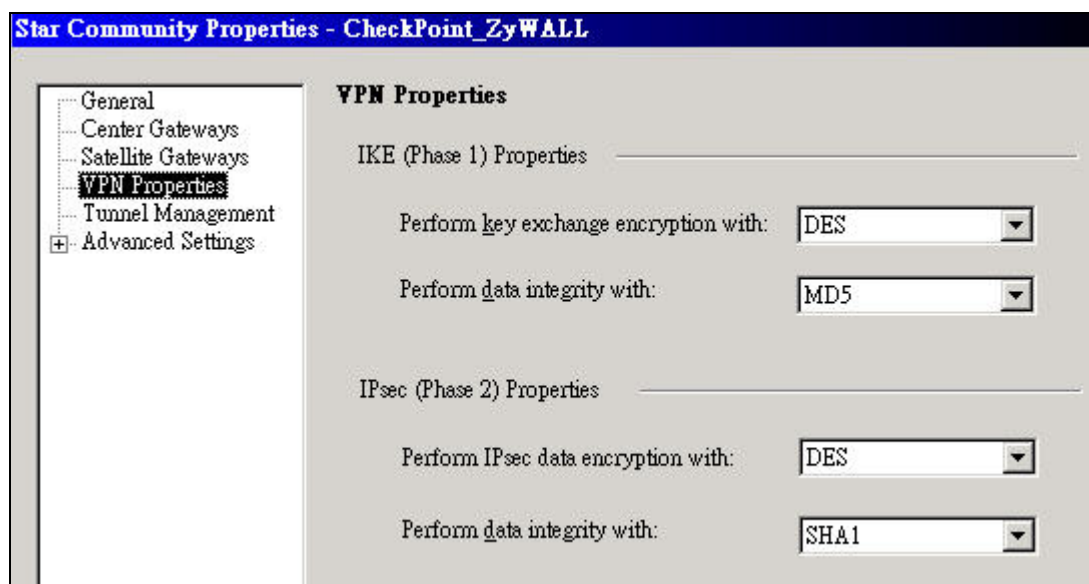 Star Community Properties - CheckPoint_ZyWALL
General
Center Gateways
Satellite Gateways
VPN Properties
Tunnel Management
Advanced Settings
VPN Properties
IKE (Phase 1) Properties
Perform key exchange encryption with: DES
Perform data integrity with: MD5
IPsec (Phase 2) Properties
Perform IPsec data encryption with: DES
Perform data integrity with: SHA1